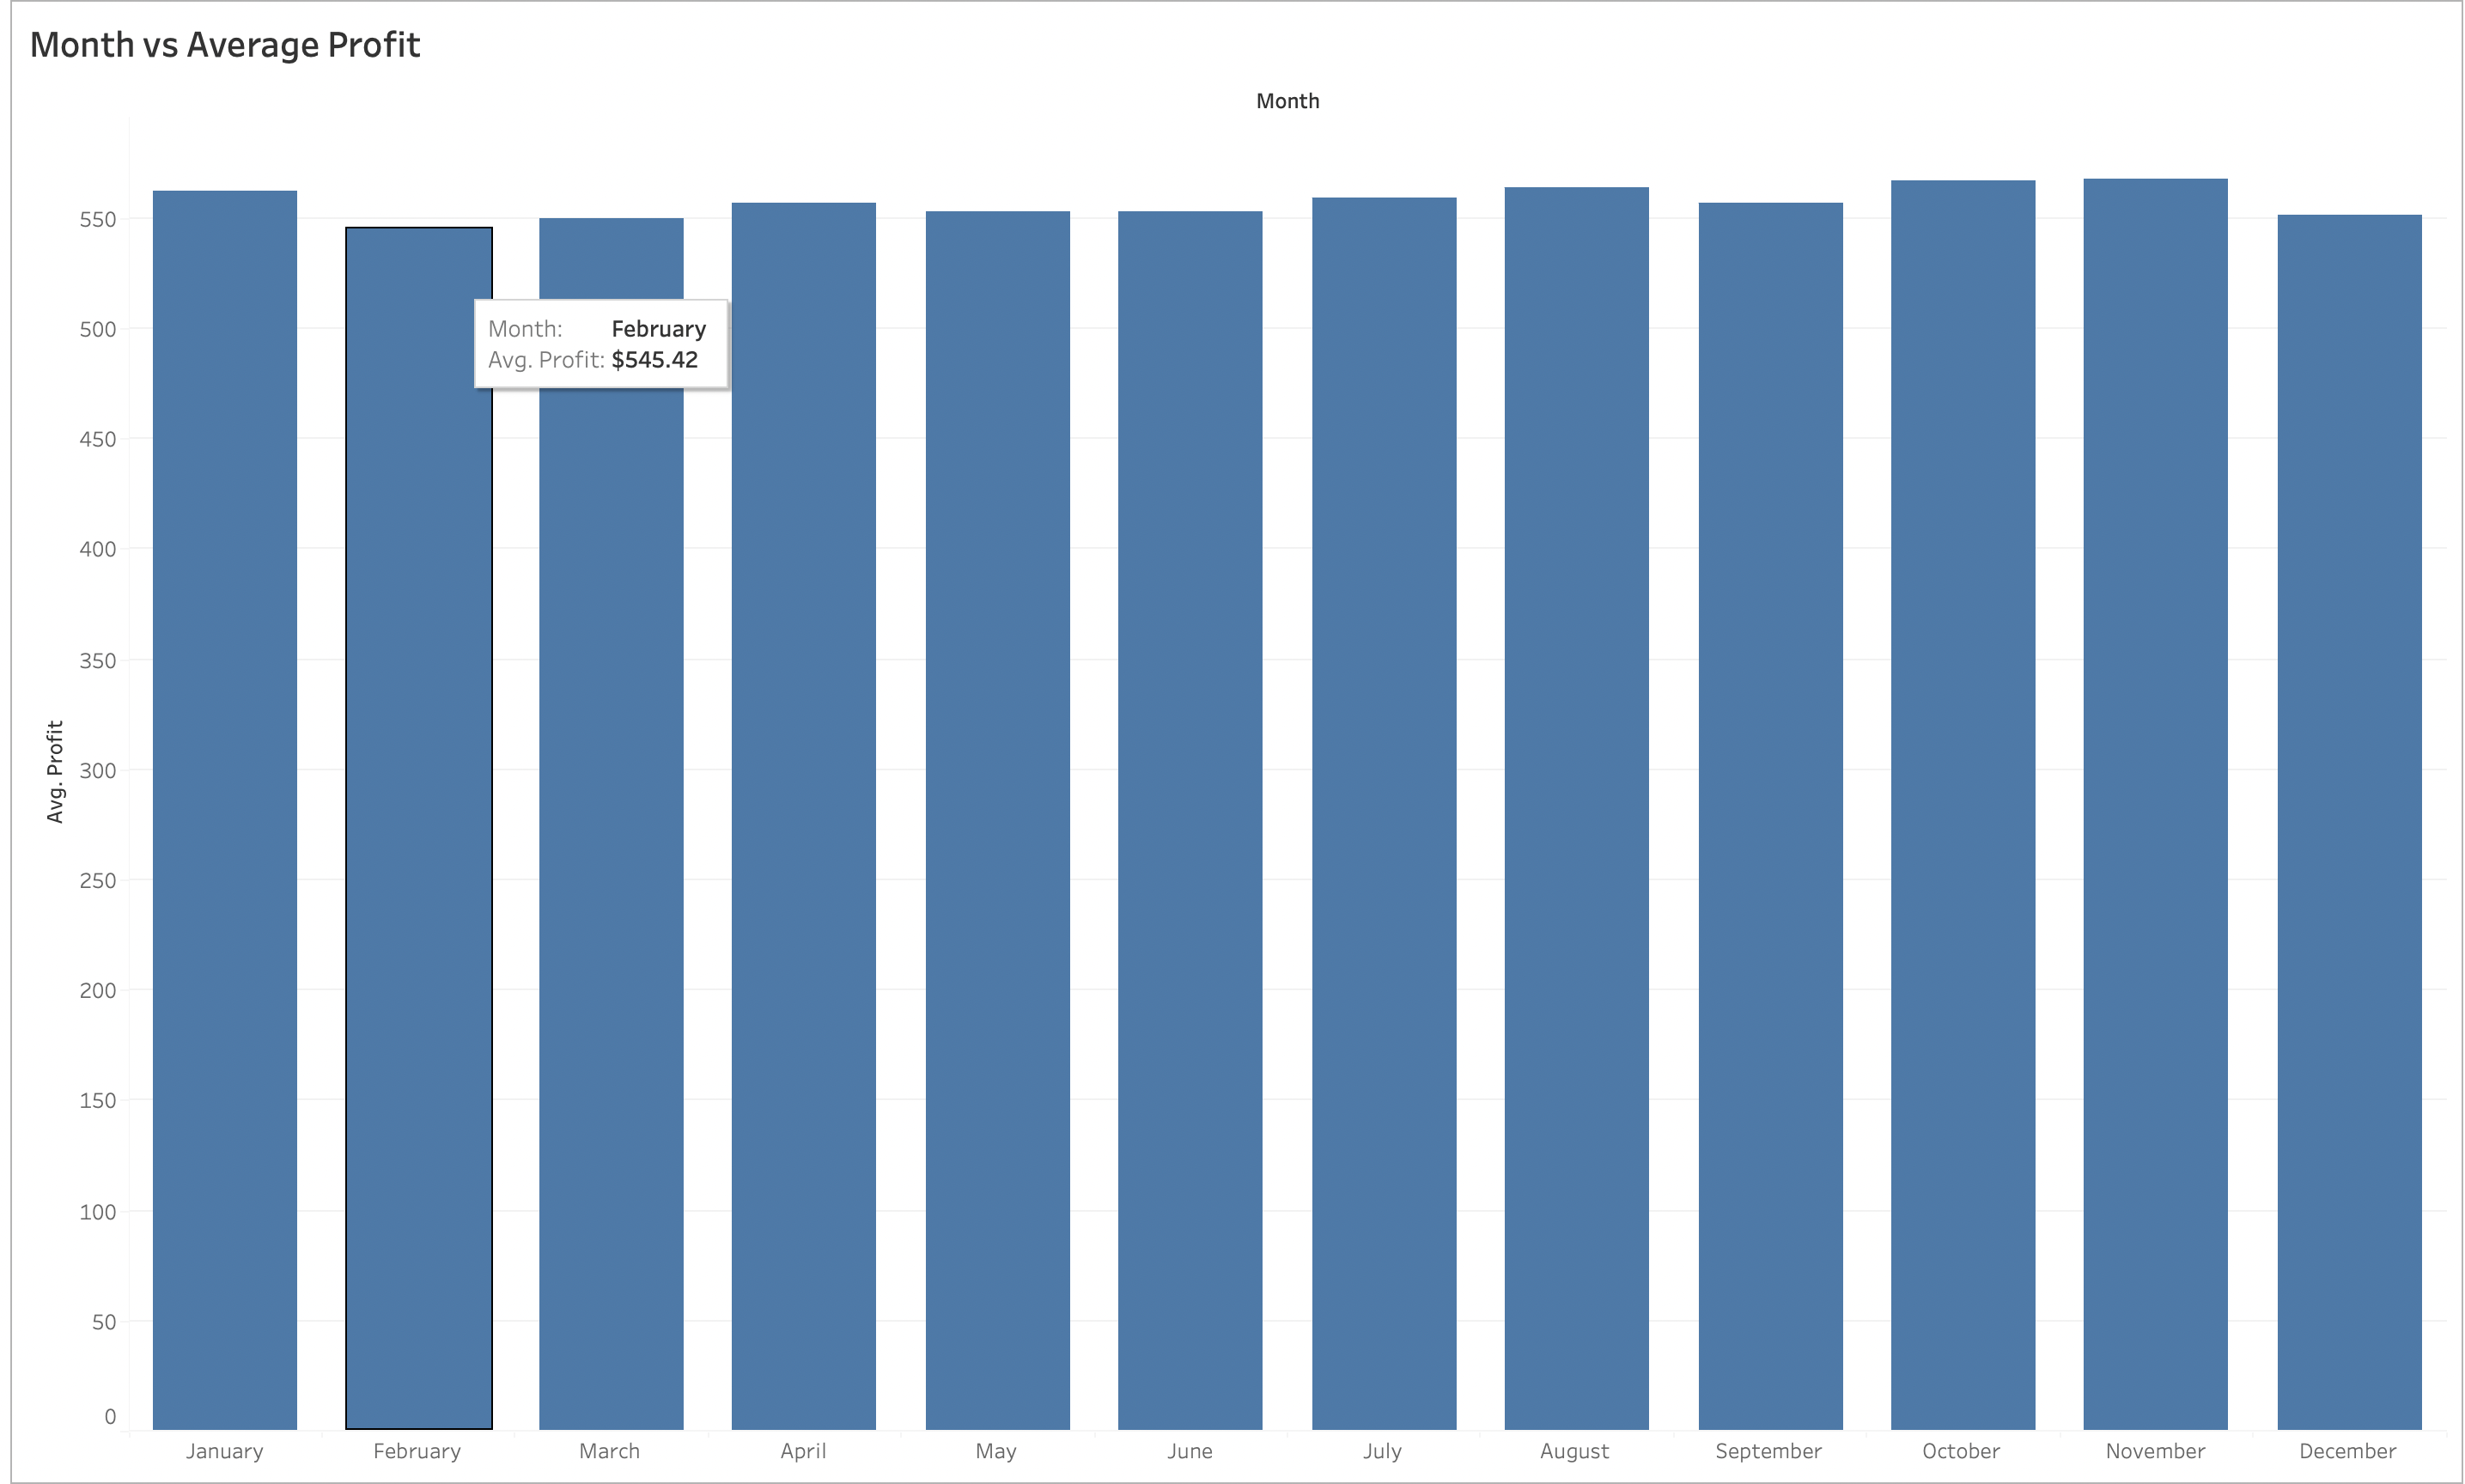 Month vs Average Profit
Month
550
500
450
400
350
300
250
200
150
100
50
0
Avg. Profit
Month: February
Avg. Profit: $545.42
January February March April May June July August September October November December